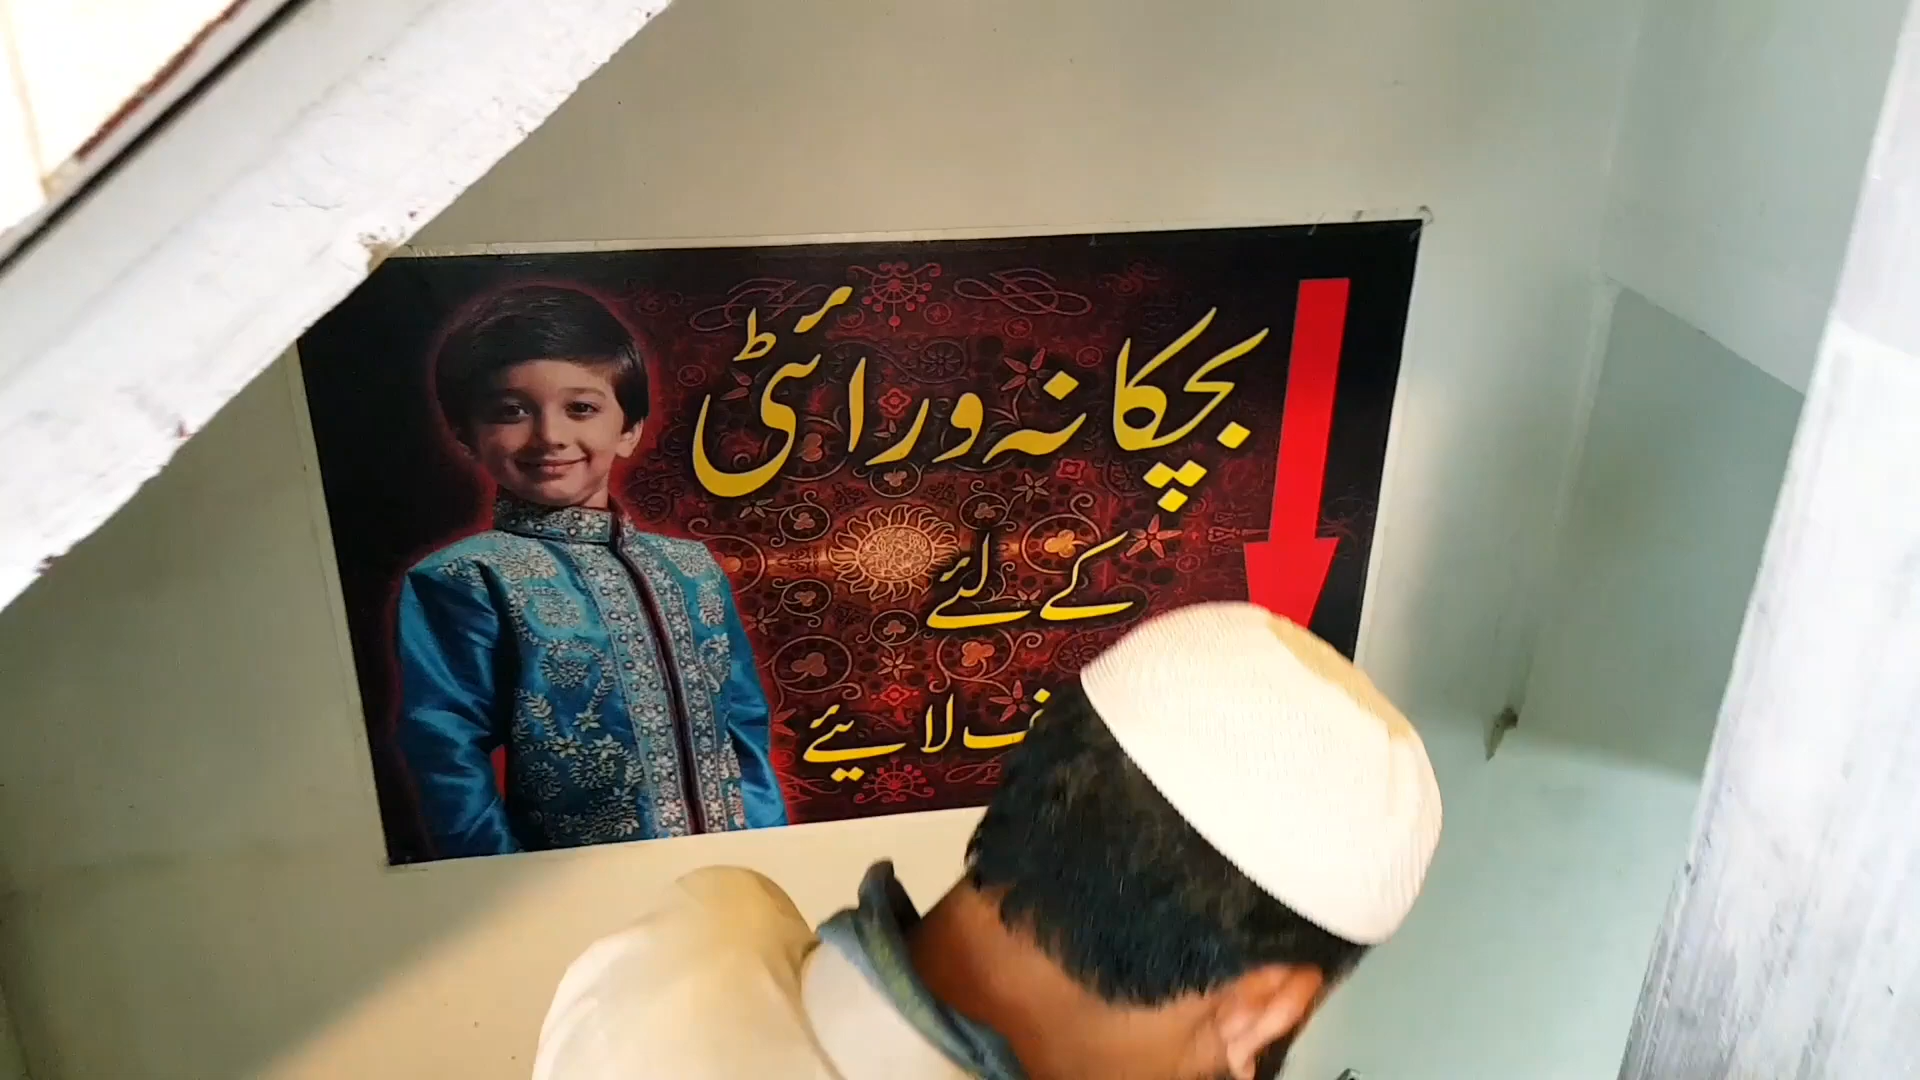 بچکانہ ورائٹی
کے لئے
لائیے